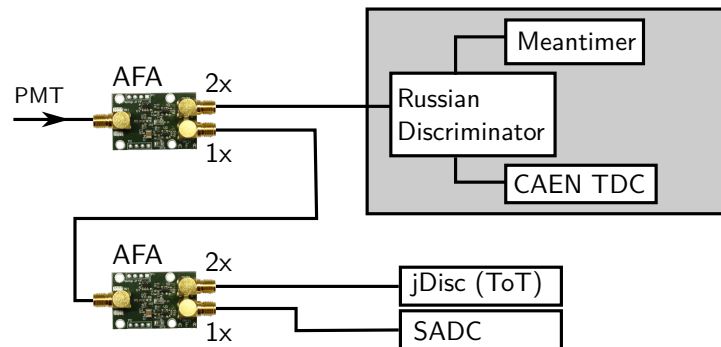 AFA
2x
PMT
1x
Meantimer
Russian
Discriminator
CAEN TDC
AFA
2x
1x
jDisc (ToT)
SADC